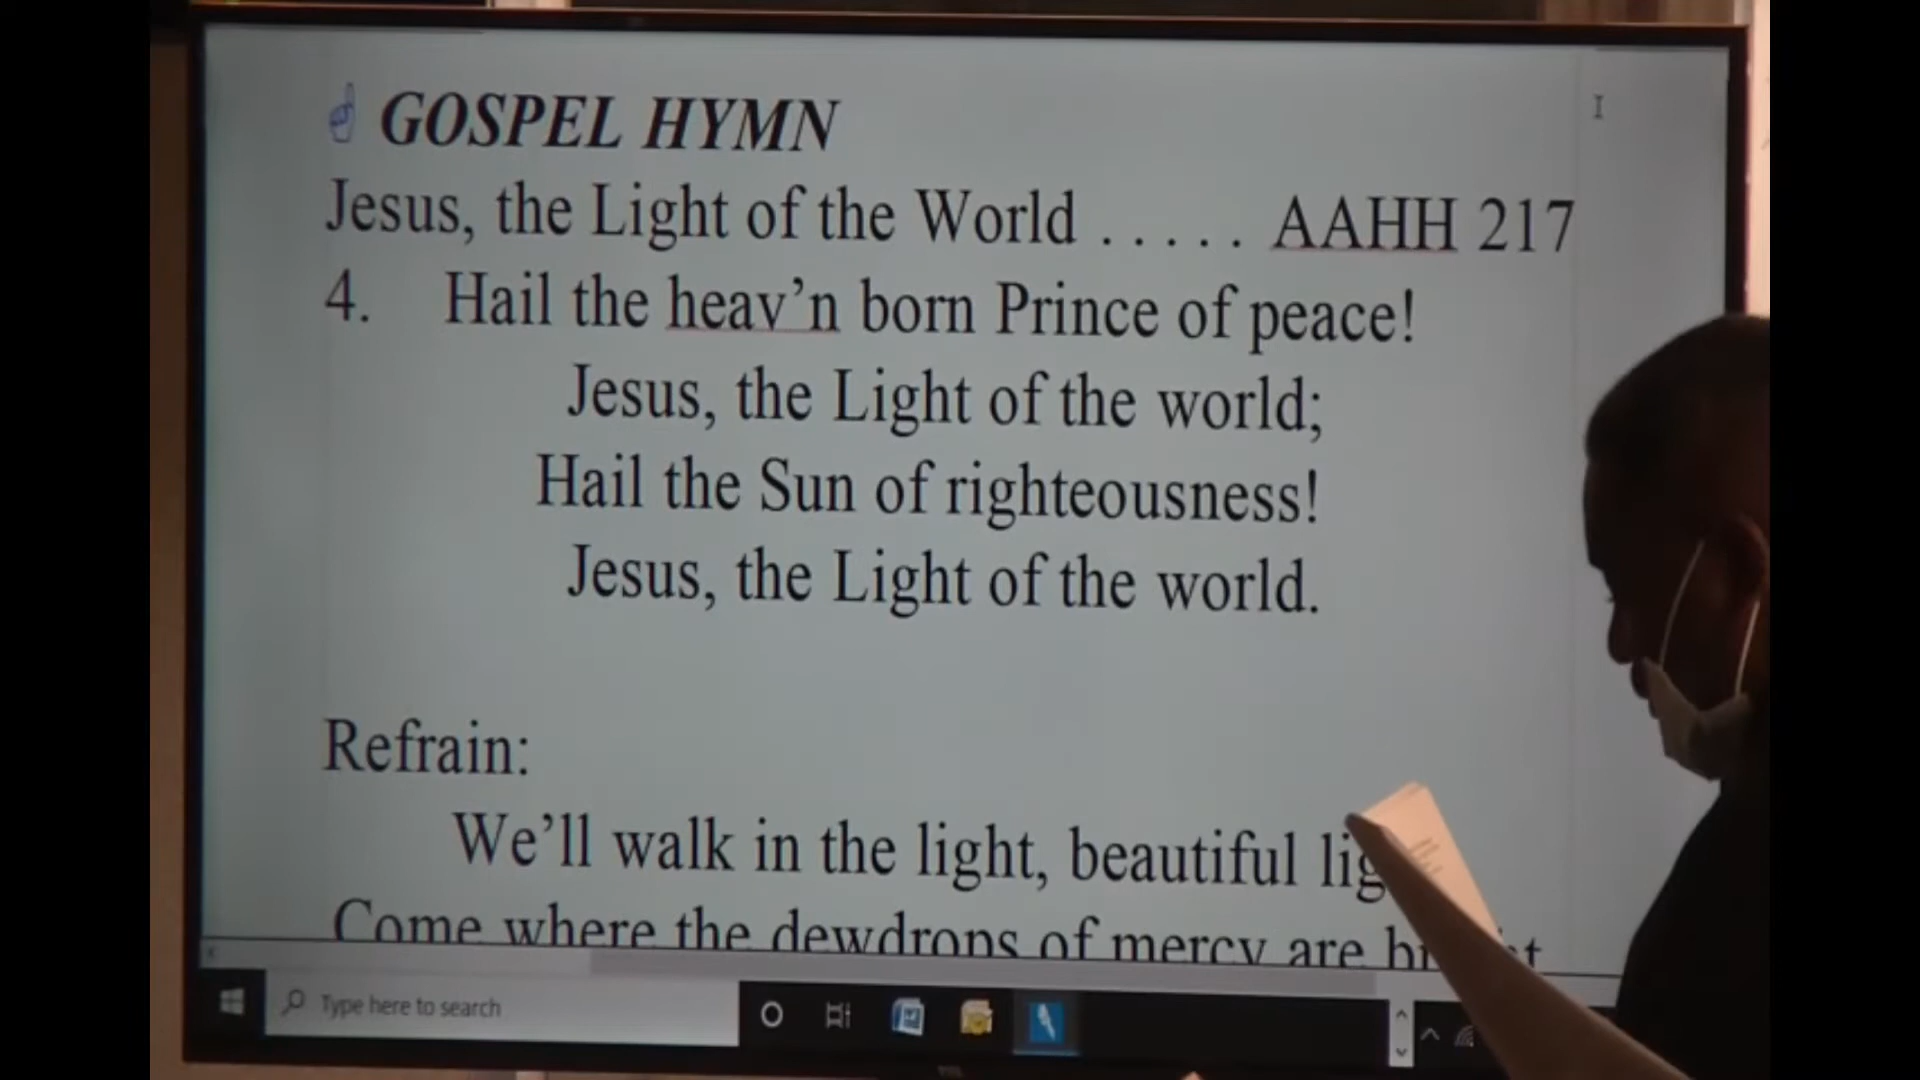 GOSPEL HYMN
Jesus, the Light of the World ..... AAHH 217
4. Hail the heav’n born Prince of peace!
Jesus, the Light of the world;
Hail the Sun of righteousness!
Jesus, the Light of the world.
Refrain:
We’ll walk in the light, beautiful
Come where the dewdrops of mercy are
Type here to search